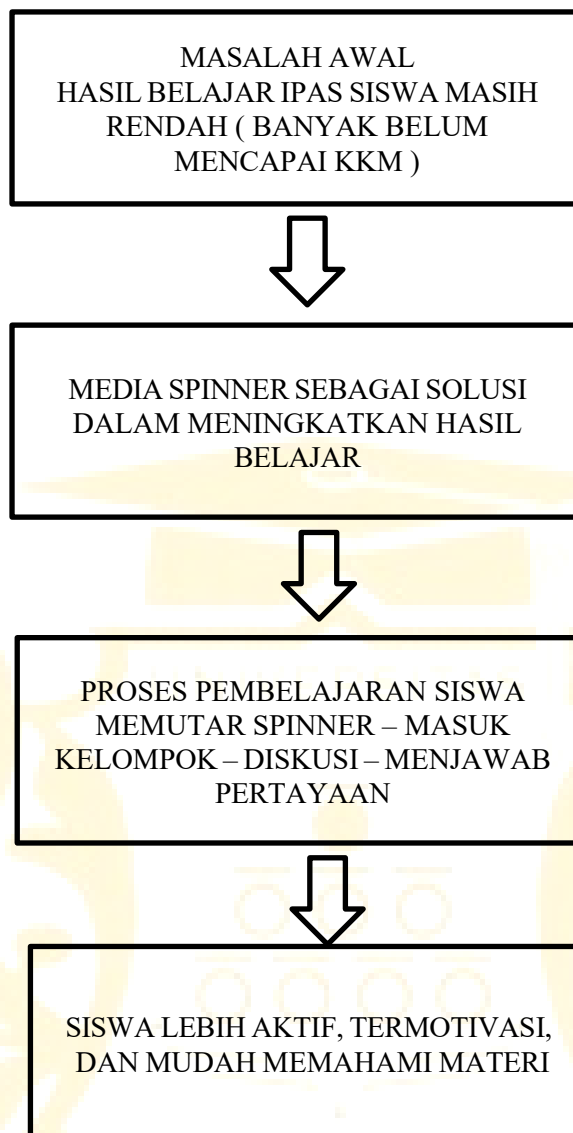 MASALAH AWAL
HASIL BELAJAR IPAS SISWA MASIH
RENDAH ( BANYAK BELUM
MENCAPAI KKM )
MEDIA SPINNER SEBAGAI SOLUSI
DALAM MENINGKATKAN HASIL
BELAJAR
PROSES PEMBELAJARAN SISWA
MEMUTAR SPINNER – MASUK
KELOMPOK – DISKUSI – MENJAWAB
PERTAYAAN
SISWA LEBIH AKTIF, TERMOTIVASI,
DAN MUDAH MEMAHAMI MATERI